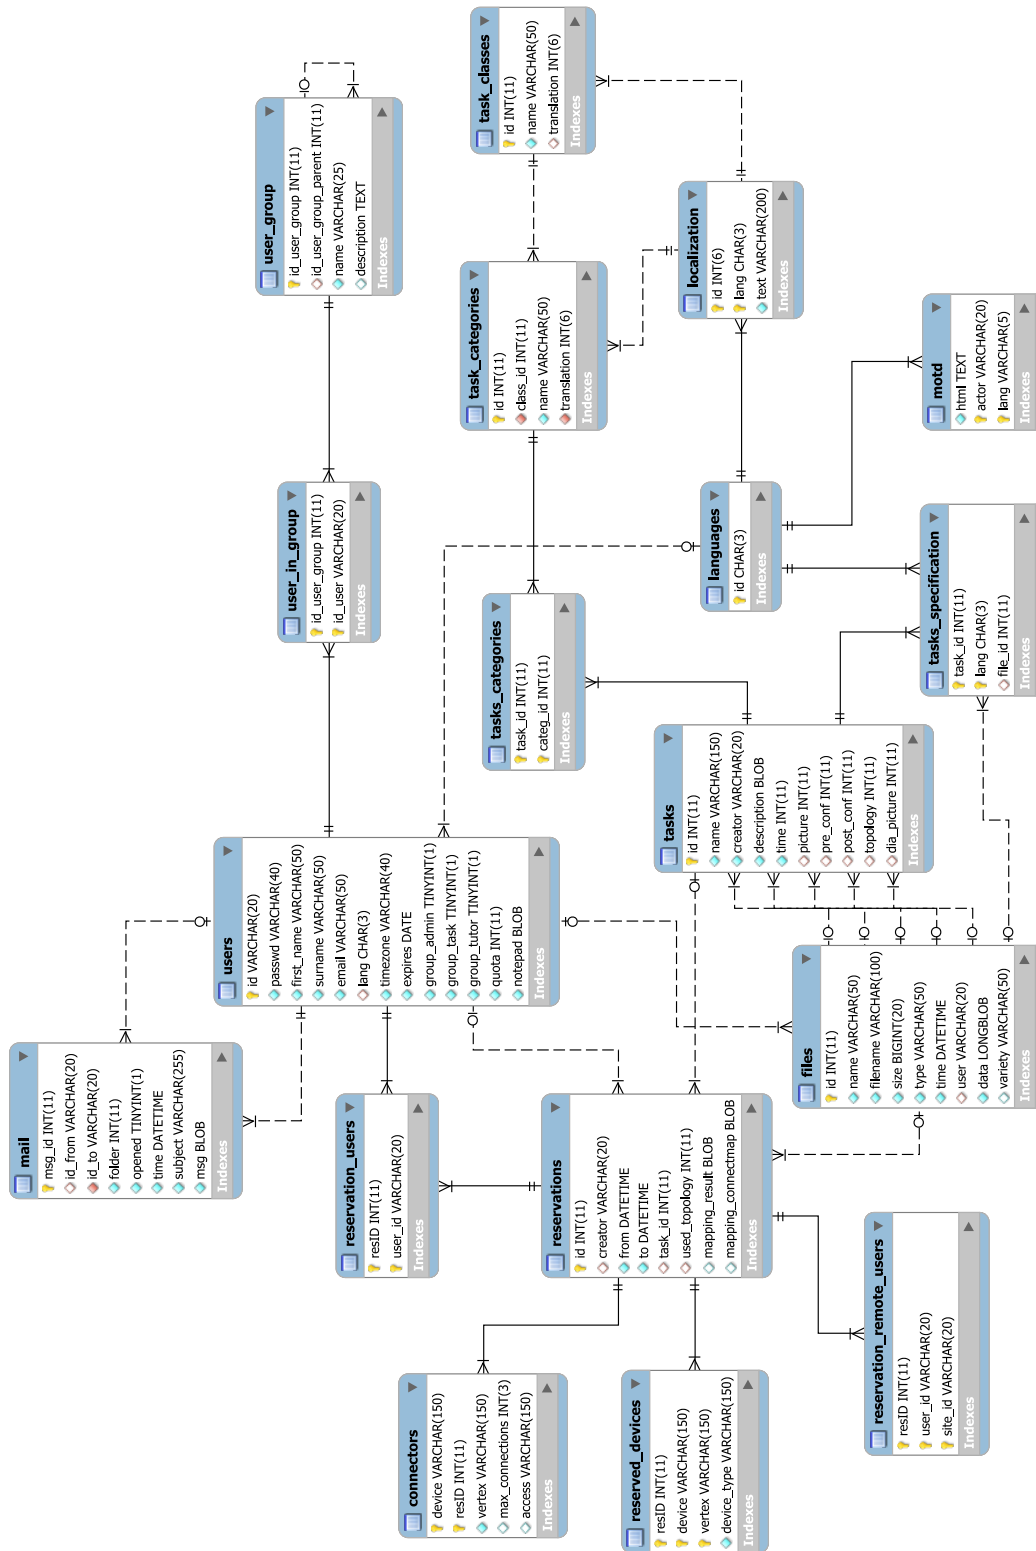 mail
msg_id INT(11)
id_from VARCHAR(20)
id_to VARCHAR(20)
folder INT(11)
opened TINYINT(1)
time DATETIME
subject VARCHAR(255)
msg BLOB
Indexes
users
id VARCHAR(20)
passwd VARCHAR(40)
first_name VARCHAR(50)
surname VARCHAR(50)
email VARCHAR(50)
lang CHAR(3)
timezone VARCHAR(40)
expires DATE
group_admin TINYINT(1)
group_task TINYINT(1)
group_tutor TINYINT(1)
quota INT(11)
notepad BLOB
Indexes
user_in_group
id_user_group INT(11)
id_user VARCHAR(20)
Indexes
user_group
id_user_group INT(11)
id_user_group_parent INT(11)
name VARCHAR(25)
description TEXT
Indexes
connectors
device VARCHAR(150)
resID INT(11)
vertex VARCHAR(150)
max_connections INT(3)
access VARCHAR(150)
Indexes
reservation_users
resID INT(11)
user_id VARCHAR(20)
Indexes
tasks_categories
task_id INT(11)
categ_id INT(11)
Indexes
task_categories
id INT(11)
class_id INT(11)
name VARCHAR(50)
translation INT(6)
Indexes
task_classes
id INT(11)
name VARCHAR(50)
translation INT(6)
Indexes
reserved_devices
resID INT(11)
device VARCHAR(150)
vertex VARCHAR(150)
device_type VARCHAR(150)
Indexes
reservations
id INT(11)
creator VARCHAR(20)
from DATETIME
to DATETIME
task_id INT(11)
used_topology INT(11)
mapping_result BLOB
mapping_connectmap BLOB
Indexes
tasks
id INT(11)
name VARCHAR(150)
creator VARCHAR(20)
description BLOB
time INT(11)
picture INT(11)
pre_conf INT(11)
post_conf INT(11)
topology INT(11)
dia_picture INT(11)
Indexes
languages
id CHAR(3)
Indexes
localization
id INT(6)
lang CHAR(3)
text VARCHAR(200)
Indexes
reservation_remote_users
resID INT(11)
user_id VARCHAR(20)
site_id VARCHAR(20)
Indexes
files
id INT(11)
name VARCHAR(50)
filename VARCHAR(100)
size BIGINT(20)
type VARCHAR(50)
time DATETIME
user VARCHAR(20)
data LONGBLOB
variety VARCHAR(50)
Indexes
tasks_specification
task_id INT(11)
lang CHAR(3)
file_id INT(11)
Indexes
motd
html TEXT
actor VARCHAR(20)
lang VARCHAR(5)
Indexes